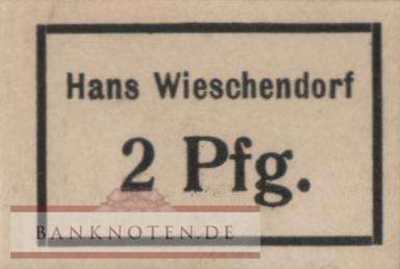 Hans Wieschendorf
2 Pfg.
BANKNOTEN.DE